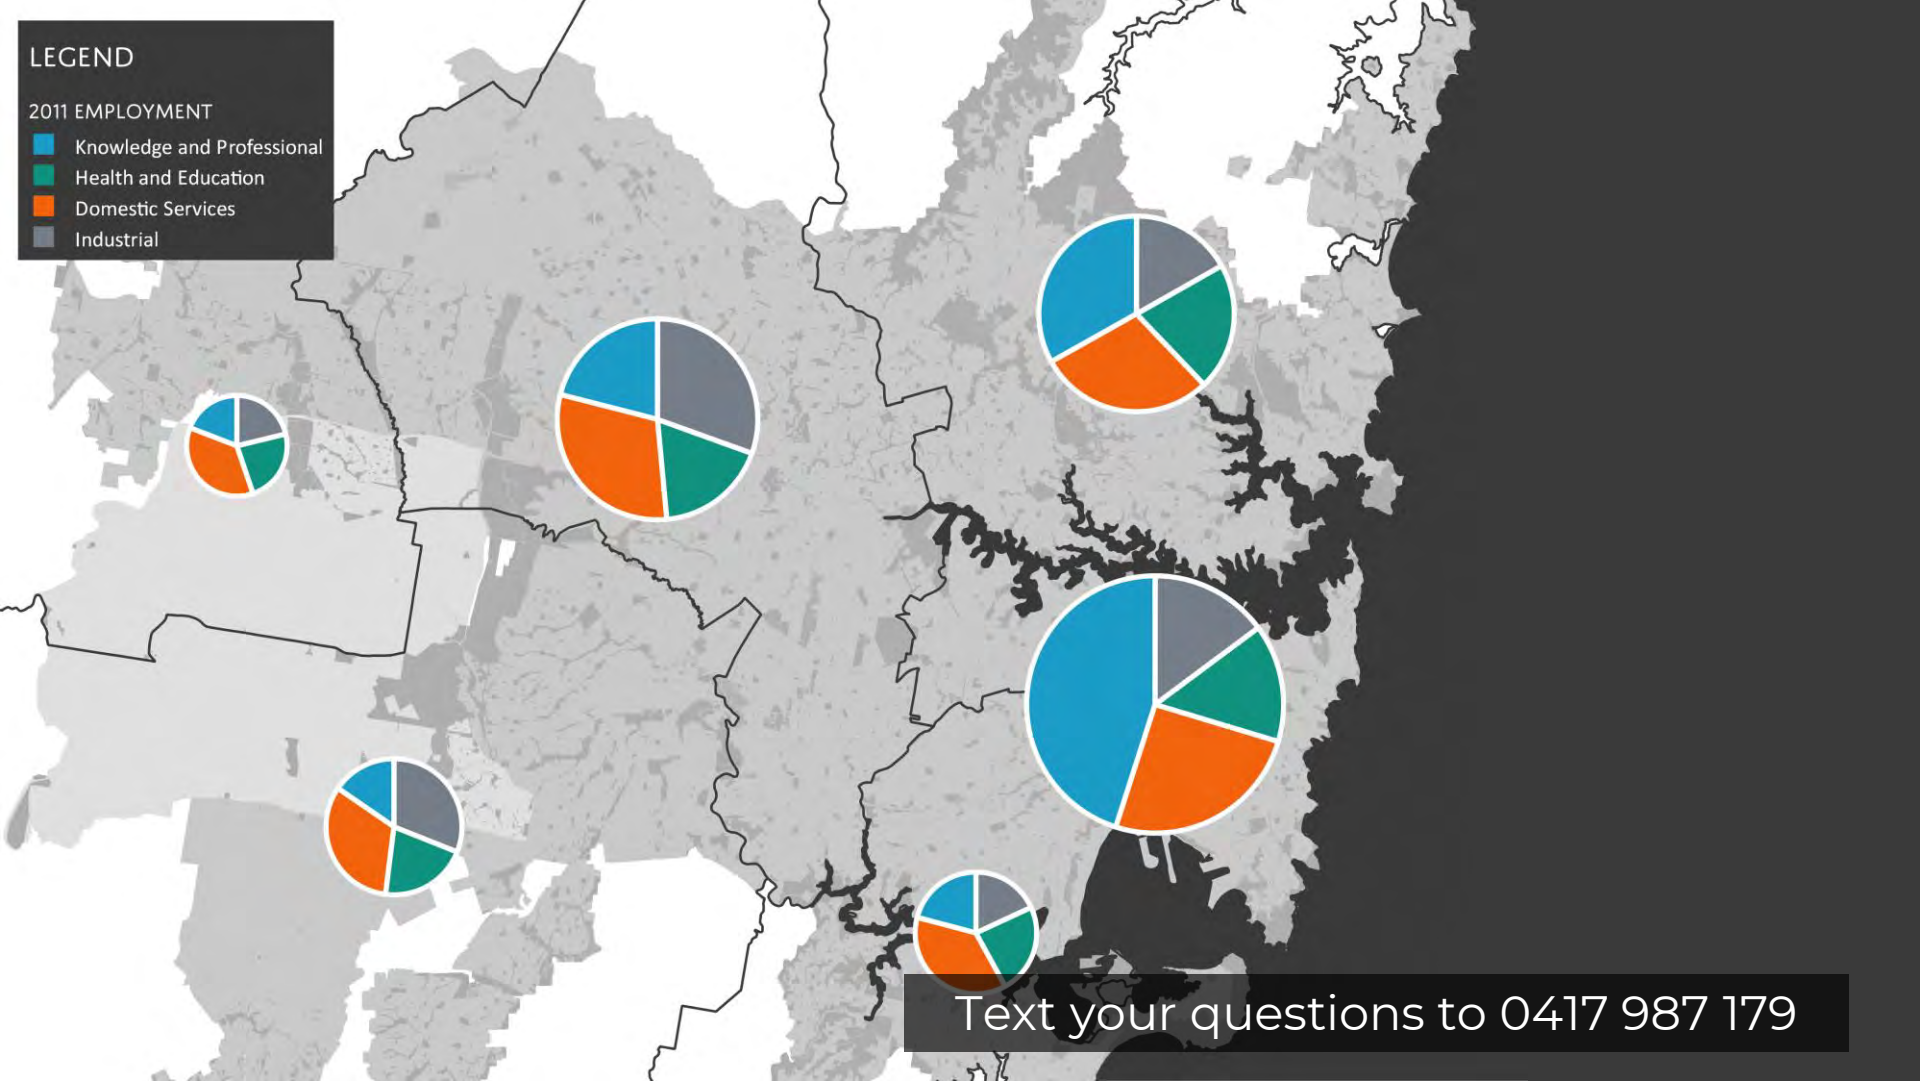 LEGEND
2011 EMPLOYMENT
Knowledge and Professional
Health and Education
Domestic Services
Industrial
Text your questions to 0417 987 179